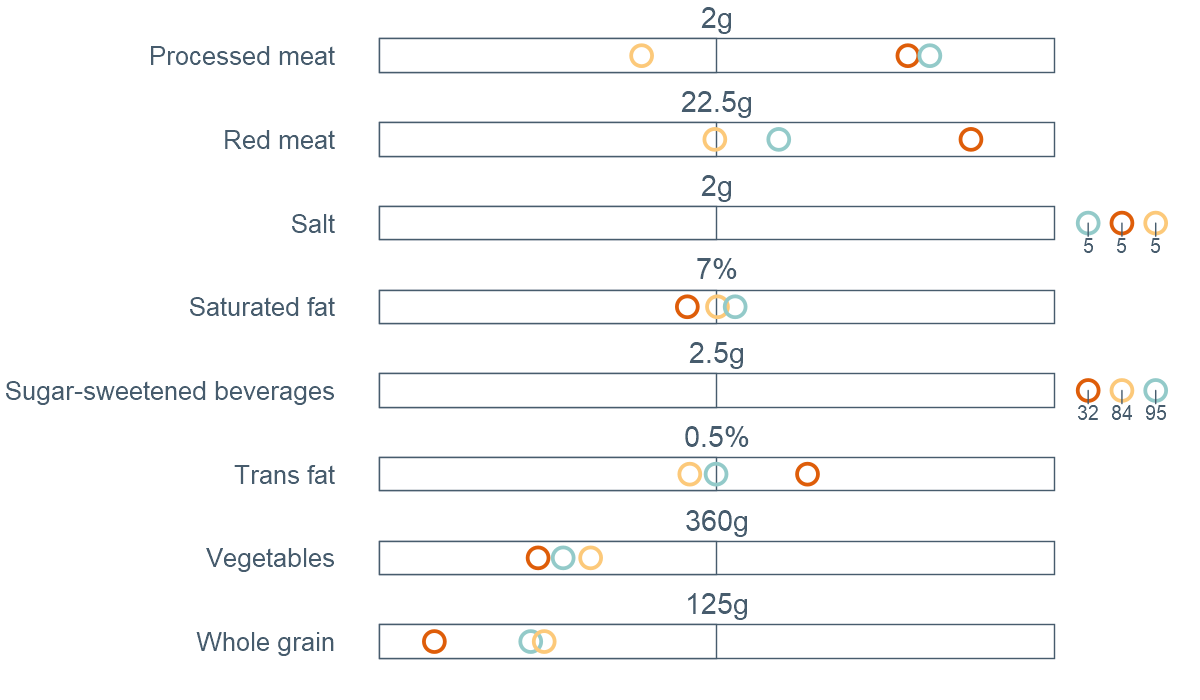 2g
Processed meat
22.5g
Red meat
2g
Salt
5 5 5
7%
Saturated fat
2.5g
Sugar-sweetened beverages
32 84 95
0.5%
Trans fat
360g
Vegetables
125g
Whole grain